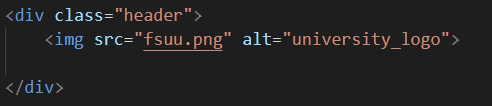 <div class="header">
    <img src="fsuu.png" alt="university_logo">
</div>